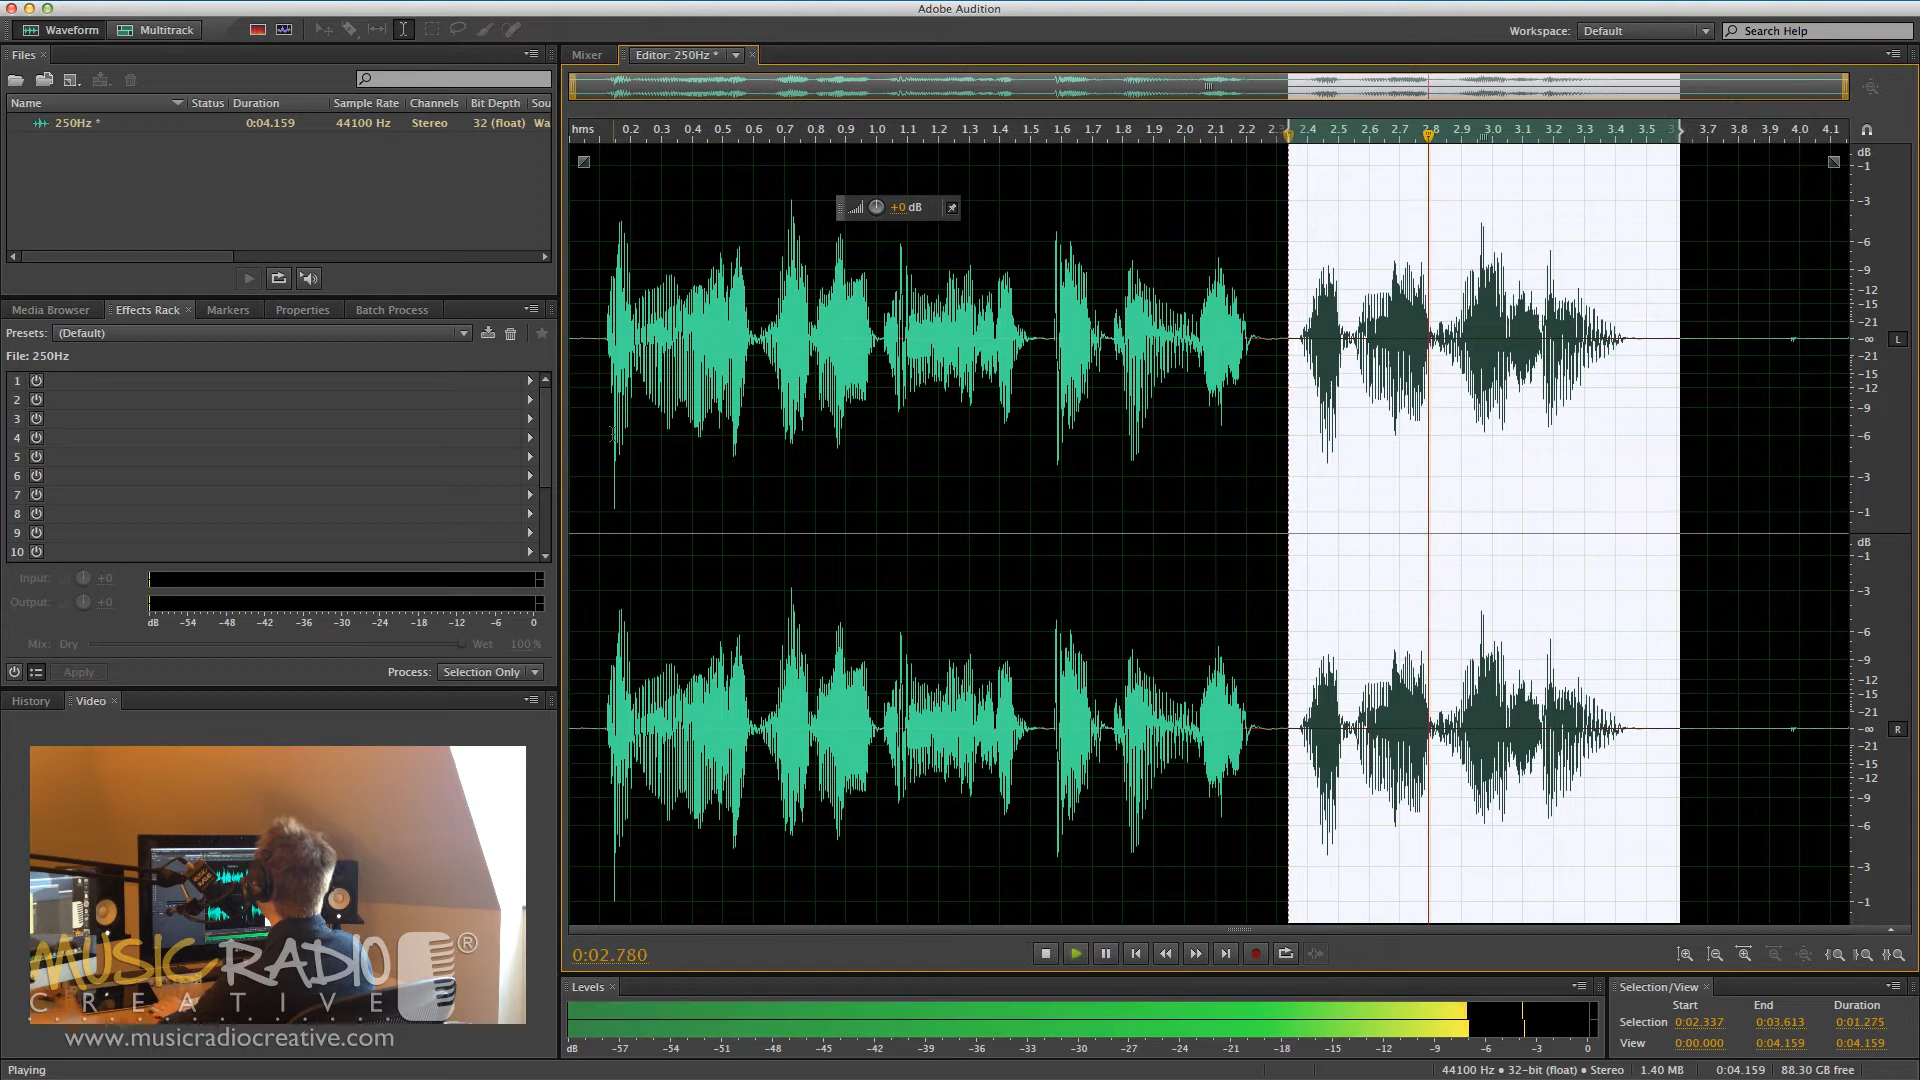 Adobe Audition
Waveform
Multitrack
Workspace:
Default
Search Help
Files
Mixer
Editor: 250Hz *
Name
Status
Duration
Sample Rate
Channels
Bit Depth
Sou
250Hz *
0:04.159
44100 Hz
Stereo
32 (float)
Wa
hms 0.2 0.3 0.4 0.5 0.6 0.7 0.8 0.9 1.0 1.1 1.2 1.3 1.4 1.5 1.6 1.7 1.8 1.9 2.0 2.1 2.2 2.3 2.4 2.5 2.6 2.7 2.8 2.9 3.0 3.1 3.2 3.3 3.4 3.5 3 3.7 3.8 3.9 4.0 4.1
+0 dB
dB
-1
-3
-6
-9
-12
-15
-21
-∞
-21
-15
-12
-9
-6
-3
-1
L
dB
-1
-3
-6
-9
-12
-15
-21
-∞
-21
-15
-12
-9
-6
-3
-1
R
Media Browser
Effects Rack
Markers
Properties
Batch Process
Presets: (Default)
File: 250Hz
1
2
3
4
5
6
7
8
9
10
Input: +0
Output: +0
dB -54 -48 -42 -36 -30 -24 -18 -12 -6 0
Mix: Dry
Wet 100 %
Apply
Process: Selection Only
History
Video
MUSIC RADIO ®
CREATIVE
www.musicradiocreative.com
0:02.780
Levels
dB -57 -54 -48 -45 -42 -39 -36 -33 -30 -27 -24 -21 -18 -15 -12 -9 -6 -3 0
Selection/View
Start End Duration
Selection 0:02.337 0:03.613 0:01.275
View 0:00.000 0:04.159 0:04.159
Playing
44100 Hz • 32-bit (float) • Stereo
1.40 MB
0:04.159
88.30 GB free